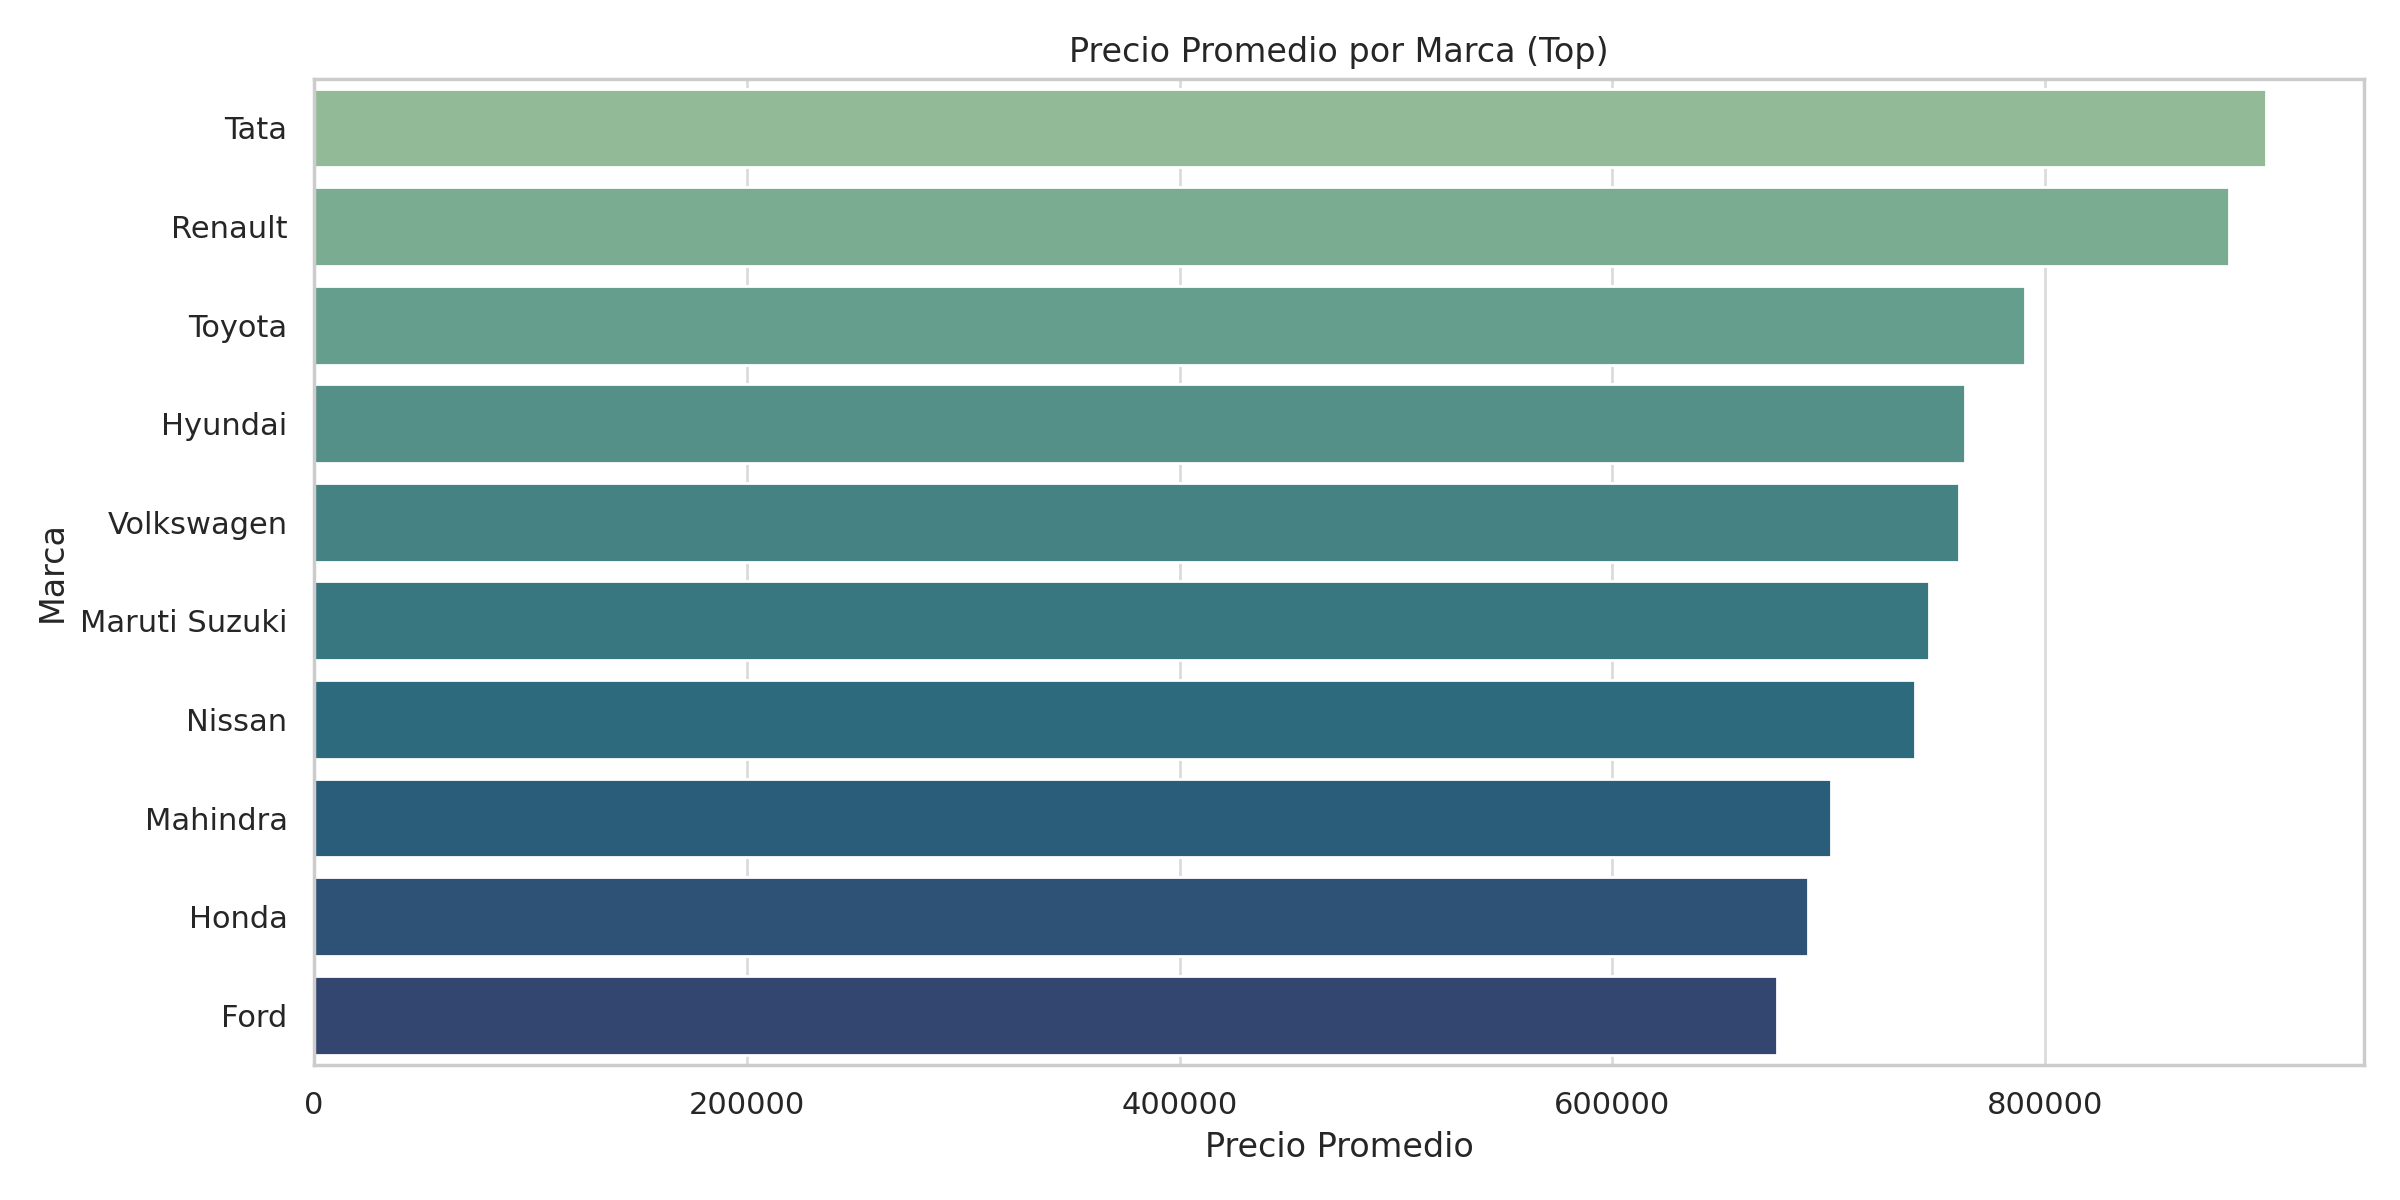 Precio Promedio por Marca (Top)
Marca
Tata
Renault
Toyota
Hyundai
Volkswagen
Maruti Suzuki
Nissan
Mahindra
Honda
Ford
0 200000 400000 600000 800000
Precio Promedio